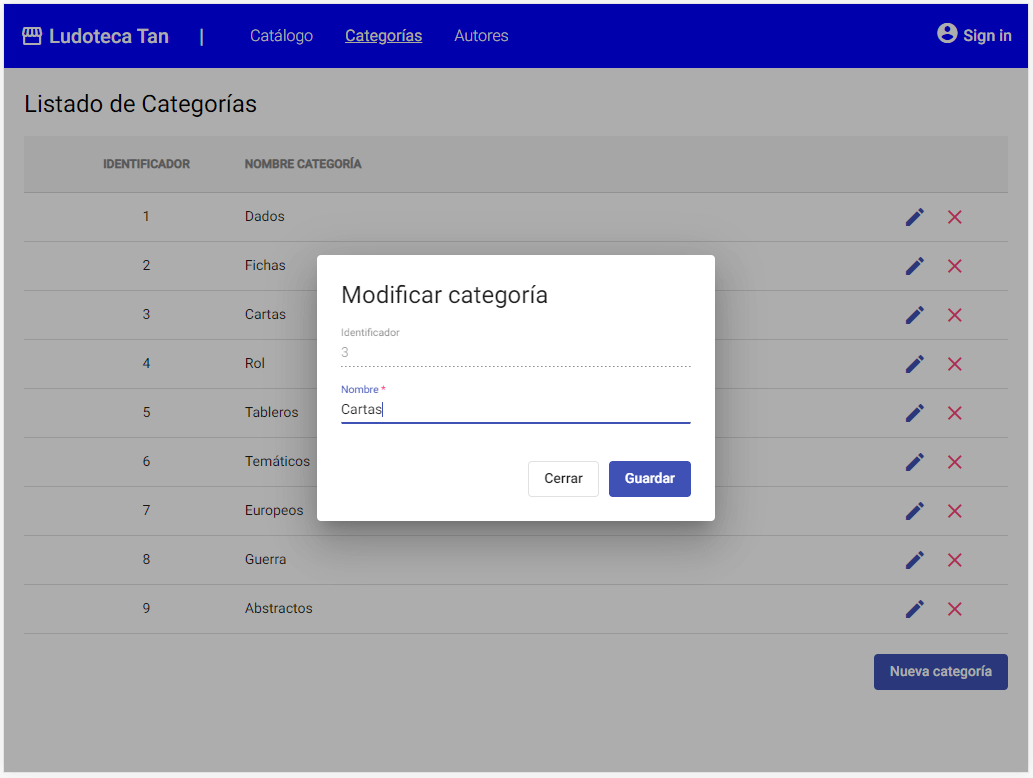 Ludoteca Tan | Catálogo Categorías Autores Sign in
Listado de Categorías
IDENTIFICADOR NOMBRE CATEGORÍA
1 Dados
2 Fichas
3 Cartas
4 Rol
5 Tableros
6 Temáticos
7 Europeos
8 Guerra
9 Abstractos
Nueva categoría
Modificar categoría
Identificador
3
Nombre *
Cartas
Cerrar Guardar